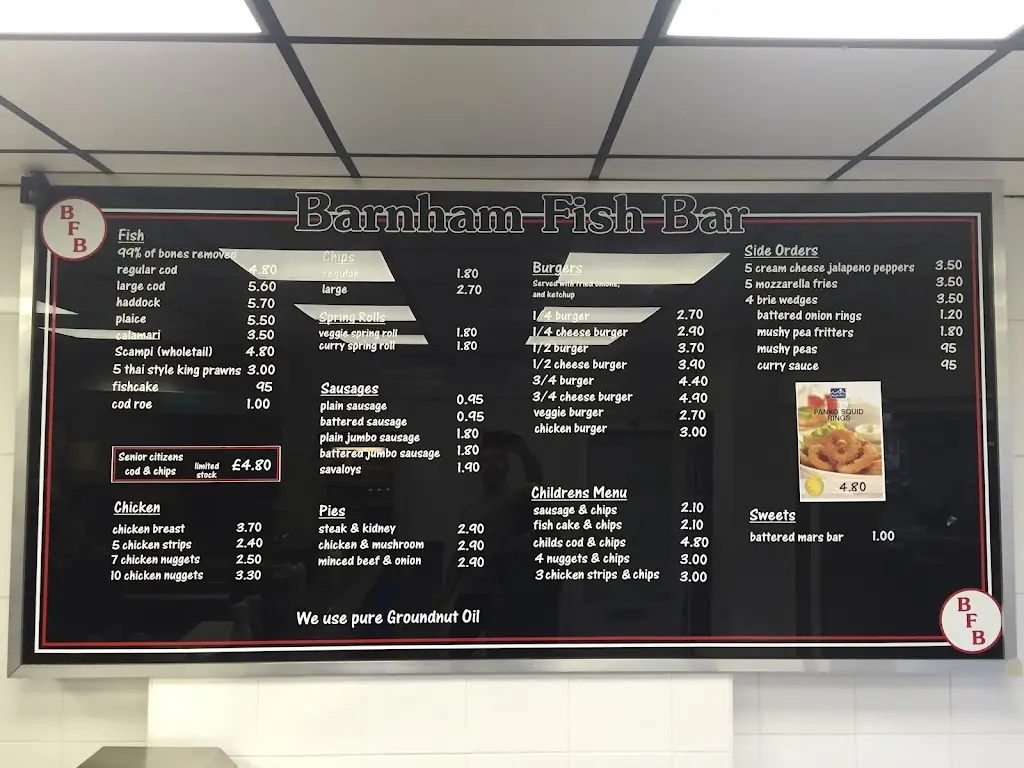 Barnham Fish Bar
B
F
B
Fish
99% of bones removed
regular cod 4.80
large cod 5.60
haddock 5.70
plaice 5.50
calamari 3.50
Scampi (wholetail) 4.80
5 thai style king prawns 3.00
fishcake 95
cod roe 1.00
Senior citizens
cod & chips limited stock £4.80
Chicken
chicken breast 3.70
5 chicken strips 2.40
7 chicken nuggets 2.50
10 chicken nuggets 3.30
Chips
regular 1.80
large 2.70
Spring Rolls
veggie spring roll 1.80
curry spring roll 1.80
Sausages
plain sausage 0.95
battered sausage 0.95
plain jumbo sausage 1.80
battered jumbo sausage 1.80
savaloys 1.90
Pies
steak & kidney 2.90
chicken & mushroom 2.90
minced beef & onion 2.90
We use pure Groundnut Oil
Burgers
Served with fried onions,
and ketchup
1/4 burger 2.70
1/4 cheese burger 2.90
1/2 burger 3.70
1/2 cheese burger 3.90
3/4 burger 4.40
3/4 cheese burger 4.90
veggie burger 2.70
chicken burger 3.00
Childrens Menu
sausage & chips 2.10
fish cake & chips 2.10
childs cod & chips 4.80
4 nuggets & chips 3.00
3 chicken strips & chips 3.00
Side Orders
5 cream cheese jalapeno peppers 3.50
5 mozzarella fries 3.50
4 brie wedges 3.50
battered onion rings 1.20
mushy pea fritters 1.80
mushy peas 95
curry sauce 95
PANKO SQUID
RINGS
4.80
Sweets
battered mars bar 1.00
B
F
B